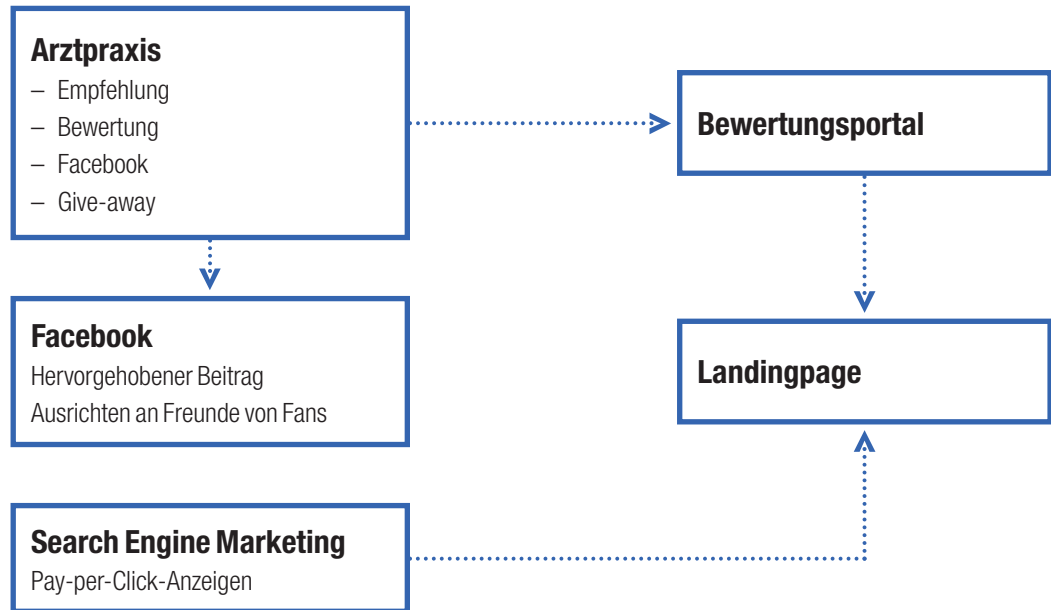 Arztpraxis
– Empfehlung
– Bewertung
– Facebook
– Give-away
Bewertungsportal
Facebook
Hervorgehobener Beitrag
Ausrichten an Freunde von Fans
Landingpage
Search Engine Marketing
Pay-per-Click-Anzeigen